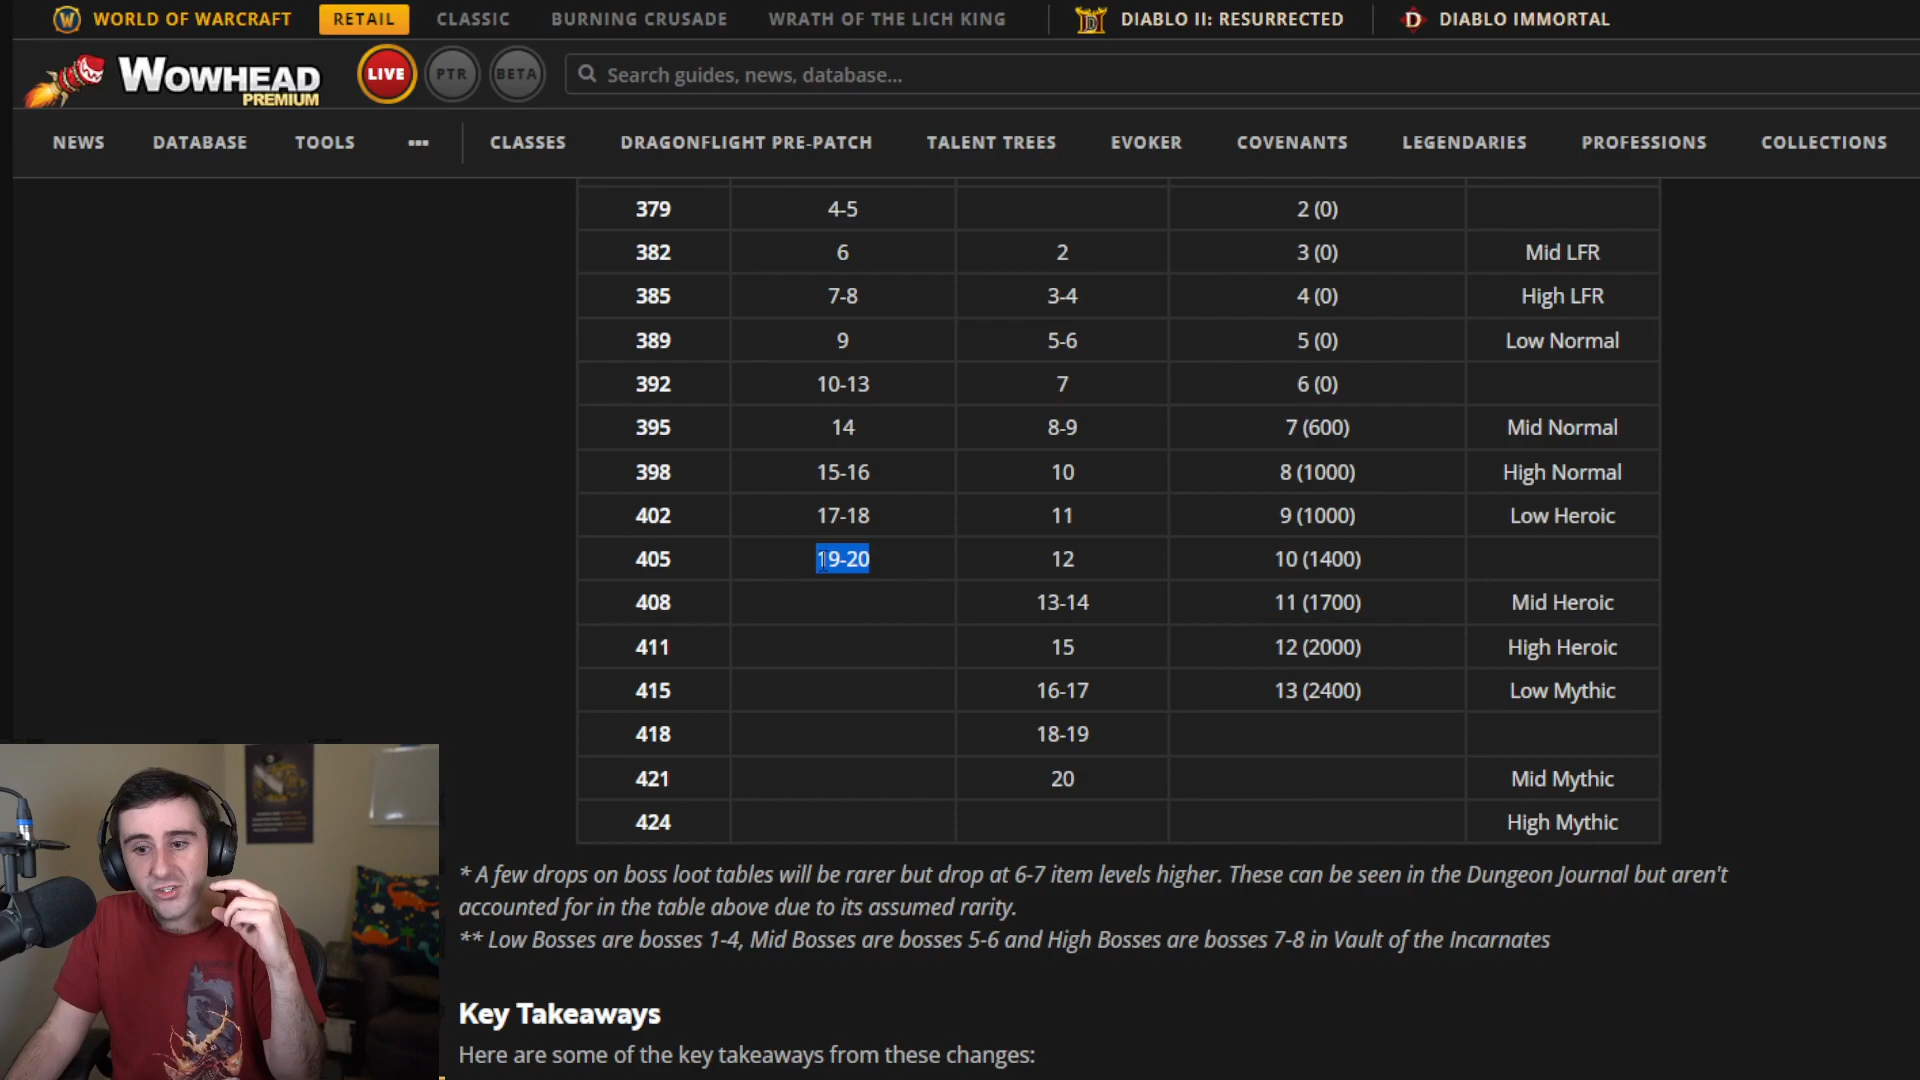 WORLD OF WARCRAFT RETAIL CLASSIC BURNING CRUSADE WRATH OF THE LICH KING DIABLO II: RESURRECTED DIABLO IMMORTAL
WOWHEAD PREMIUM LIVE PTR BETA Search guides, news, database...
NEWS DATABASE TOOLS ••• CLASSES DRAGONFLIGHT PRE-PATCH TALENT TREES EVOKER COVENANTS LEGENDARIES PROFESSIONS COLLECTIONS
379 4-5 2 (0)
382 6 2 3 (0) Mid LFR
385 7-8 3-4 4 (0) High LFR
389 9 5-6 5 (0) Low Normal
392 10-13 7 6 (0)
395 14 8-9 7 (600) Mid Normal
398 15-16 10 8 (1000) High Normal
402 17-18 11 9 (1000) Low Heroic
405 19-20 12 10 (1400)
408 13-14 11 (1700) Mid Heroic
411 15 12 (2000) High Heroic
415 16-17 13 (2400) Low Mythic
418 18-19
421 20 Mid Mythic
424 High Mythic
* A few drops on boss loot tables will be rarer but drop at 6-7 item levels higher. These can be seen in the Dungeon Journal but aren't
accounted for in the table above due to its assumed rarity.
** Low Bosses are bosses 1-4, Mid Bosses are bosses 5-6 and High Bosses are bosses 7-8 in Vault of the Incarnates
Key Takeaways
Here are some of the key takeaways from these changes: